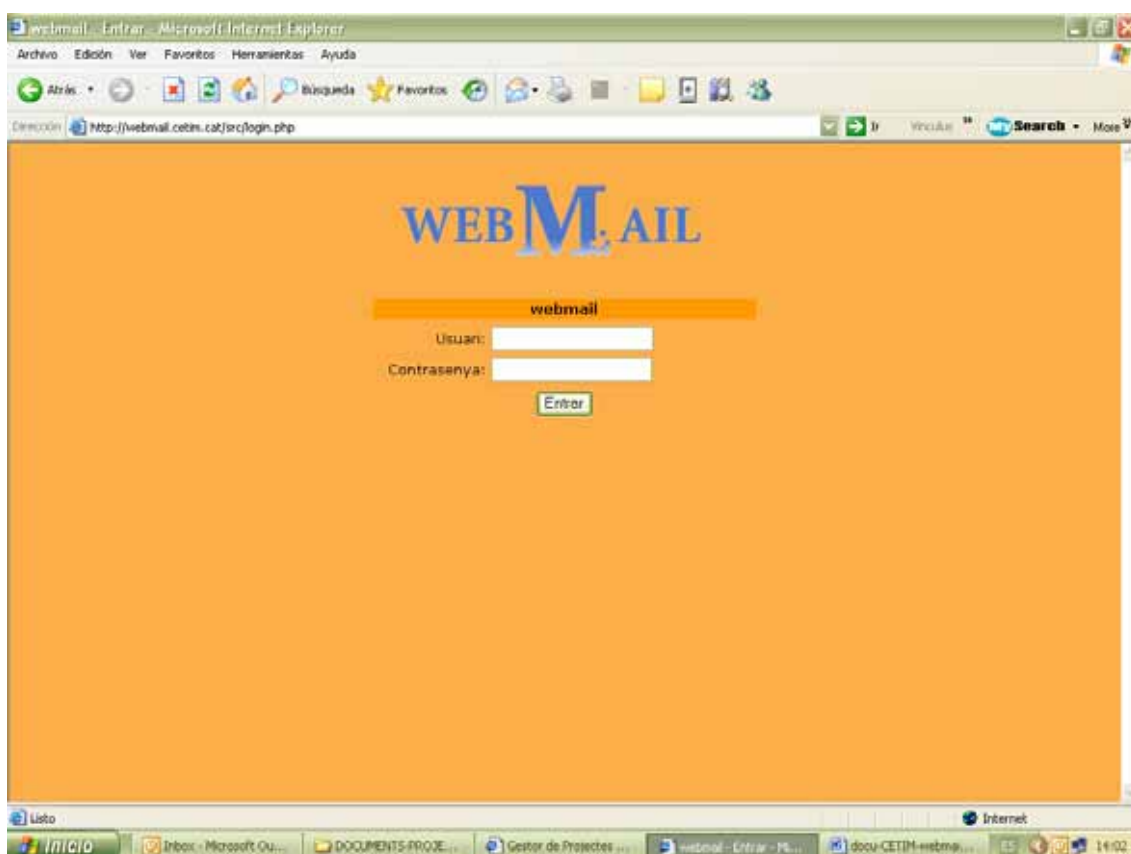 webmail - Entrar - Microsoft Internet Explorer
Archivo Edición Ver Favoritos Herramientas Ayuda
Atrás Búsqueda Favoritos
Dirección http://webmail.cetim.cat/src/login.php Ir Vínculos » Search More
WEBMAIL
webmail
Usuari:
Contrasenya:
Entrar
Listo Internet
Inicio Inbox - Microsoft Ou... DOCUMENTS-PROJE... Gestor de Projectes ... webmail - Entrar - Mi... docu-CETIM-webmai... ES 14:02